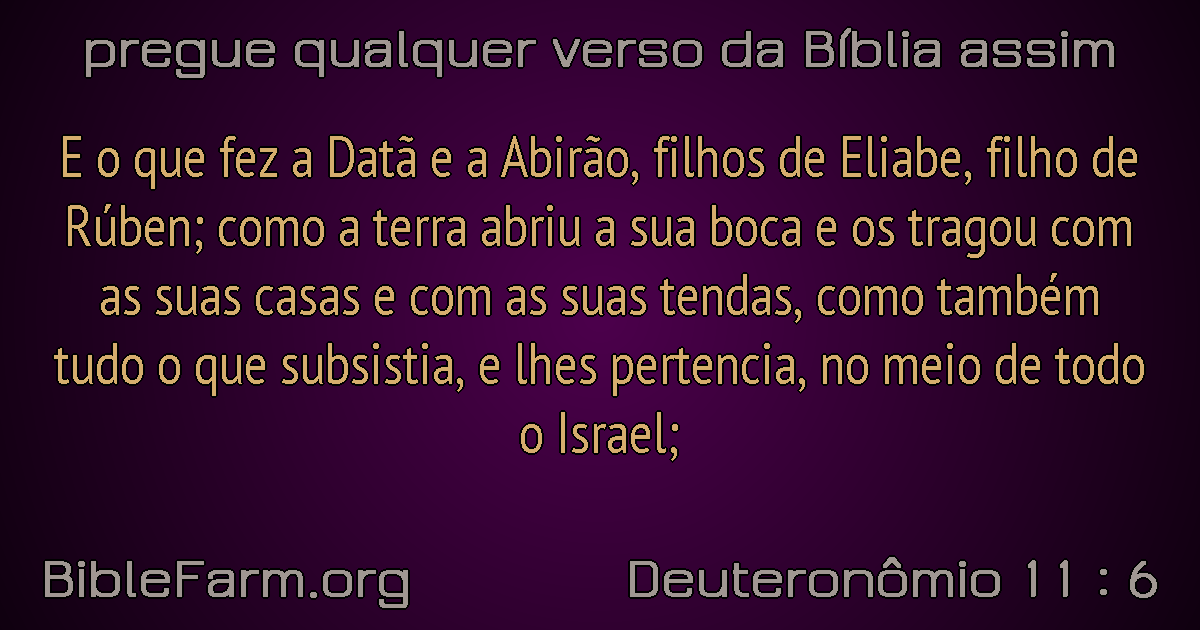 pregue qualquer verso da Bíblia assim
E o que fez a Datã e a Abirão, filhos de Eliabe, filho de
Rúben; como a terra abriu a sua boca e os tragou com
as suas casas e com as suas tendas, como também
tudo o que subsistia, e lhes pertencia, no meio de todo
o Israel;
BibleFarm.org
Deuteronômio 11 : 6